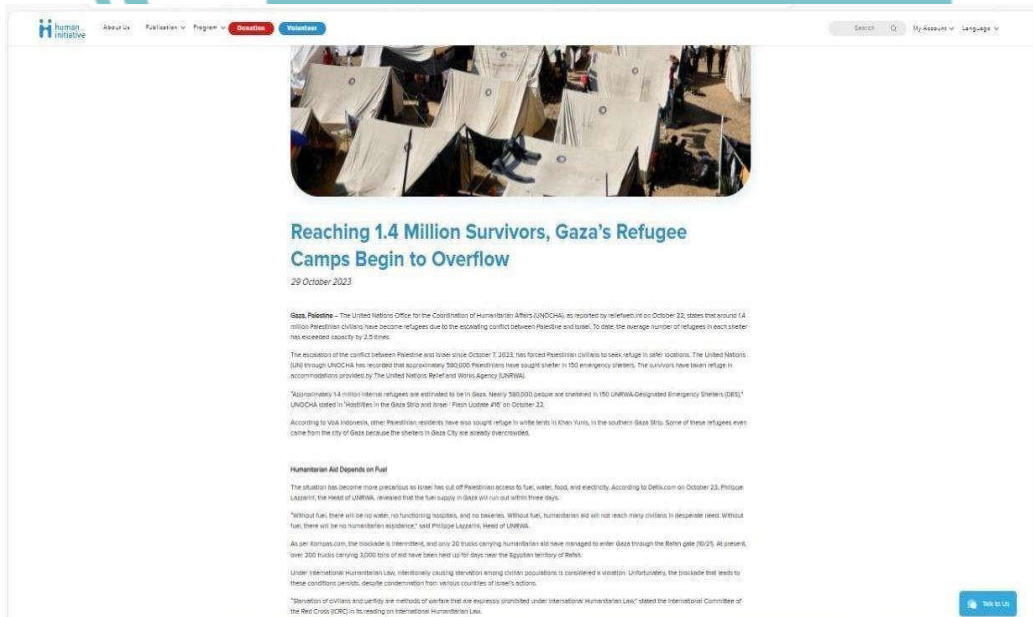 human initiative
About Us
Publication
Program
Donation
Volunteer
Search
My Account
Language
Reaching 1.4 Million Survivors, Gaza's Refugee
Camps Begin to Overflow
29 October 2023
Gaza, Palestine – The United Nations Office for the Coordination of Humanitarian Affairs (UNOCHA), as reported by reliefweb.int on October 22, states that around 1.4
million Palestinian civilians have become refugees due to the escalating conflict between Palestine and Israel. To date, the average number of refugees in each shelter
has exceeded capacity by 2.5 times.
The escalation of the conflict between Palestine and Israel since October 7, 2023, has forced Palestinian civilians to seek refuge in safer locations. The United Nations
(UN) through UNOCHA has recorded that approximately 580,000 Palestinians have sought shelter in 150 emergency shelters. The survivors have taken refuge in
accommodations provided by The United Nations Relief and Works Agency (UNRWA).
"Approximately 1.4 million internal refugees are estimated to be in Gaza. Nearly 580,000 people are sheltered in 150 UNRWA-Designated Emergency Shelters (DES),"
UNOCHA stated in 'Hostilities in the Gaza Strip and Israel | Flash Update #16' on October 22.
According to VoA Indonesia, other Palestinian residents have also sought refuge in white tents in Khan Yunis, in the southern Gaza Strip. Some of these refugees even
came from the city of Gaza because the shelters in Gaza City are already overcrowded.
Humanitarian Aid Depends on Fuel
The situation has become more precarious as Israel has cut off Palestinian access to fuel, water, food, and electricity. According to Detik.com on October 23, Philippe
Lazzarini, the Head of UNRWA, revealed that the fuel supply in Gaza will run out within three days.
"Without fuel, there will be no water, no functioning hospitals, and no bakeries. Without fuel, humanitarian aid will not reach many civilians in desperate need. Without
fuel, there will be no humanitarian assistance," said Philippe Lazzarini, Head of UNRWA.
As per Kompas.com, the blockade is intermittent, and only 20 trucks carrying humanitarian aid have managed to enter Gaza through the Rafah gate (10/21). At present,
over 200 trucks carrying 3,000 tons of aid have been held up for days near the Egyptian territory of Rafah.
Under International Humanitarian Law, intentionally causing starvation among civilian populations is considered a violation. Unfortunately, the blockade that leads to
these conditions persists, despite condemnation from various countries of Israel's actions.
"Starvation of civilians and perfidy are methods of warfare that are expressly prohibited under International Humanitarian Law," stated the International Committee of
the Red Cross (ICRC) in its reading on International Humanitarian Law.
Talk to Us